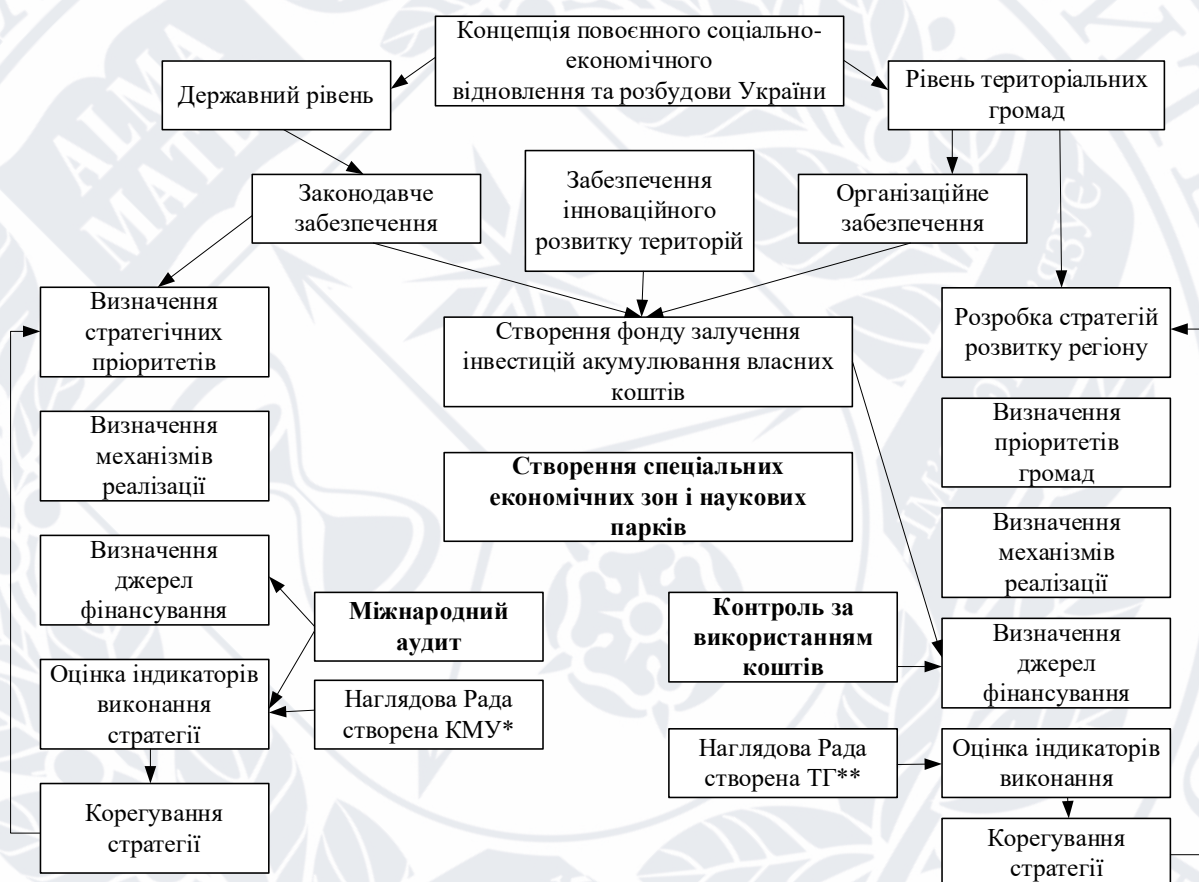 Концепція повоєнного соціально-
економічного
відновлення та розбудови України
Державний рівень
Рівень територіальних
громад
Законодавче
забезпечення
Забезпечення
інноваційного
розвитку територій
Організаційне
забезпечення
Визначення
стратегічних
пріоритетів
Створення фонду залучення
інвестицій акумулювання власних
коштів
Розробка стратегій
розвитку регіону
Визначення
механізмів
реалізації
Створення спеціальних
економічних зон і наукових
парків
Визначення
пріоритетів
громад
Визначення
механізмів
реалізації
Визначення
джерел
фінансування
Міжнародний
аудит
Контроль за
використанням
коштів
Визначення
джерел
фінансування
Оцінка індикаторів
виконання
стратегії
Наглядова Рада
створена КМУ*
Наглядова Рада
створена ТГ**
Оцінка індикаторів
виконання
Корегування
стратегії
Корегування
стратегії
ALMA
MATER